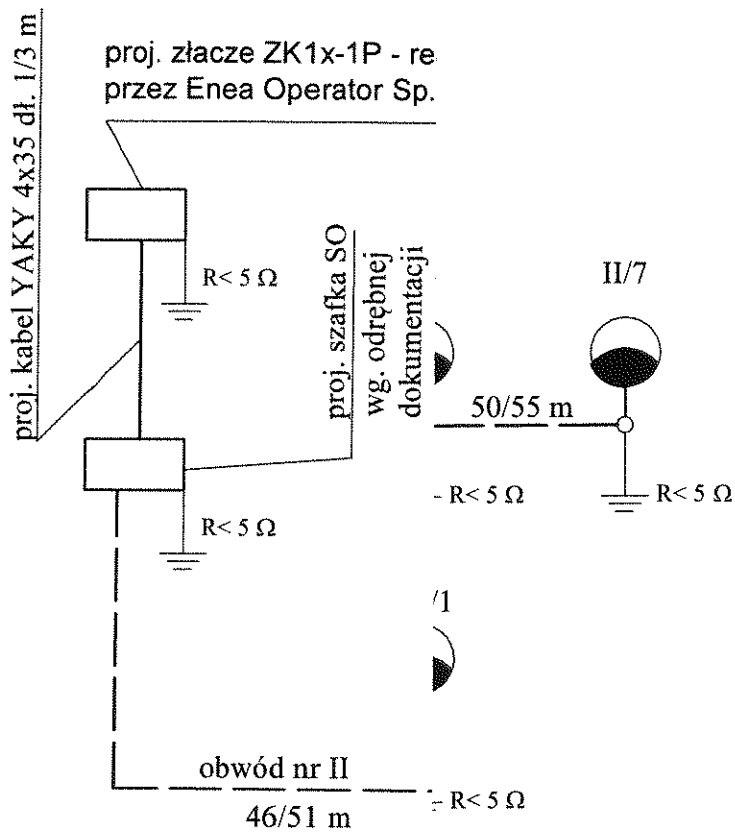 proj. kabel YAKY 4x35 dł. 1/3 m
proj. złacze ZK1x-1P - re
przez Enea Operator Sp.
R< 5 Ω
proj. szafka SO
wg. odrębnej
dokumentacji
II/7
50/55 m
R< 5 Ω
R< 5 Ω
R< 5 Ω
/1
obwód nr II
46/51 m
R< 5 Ω